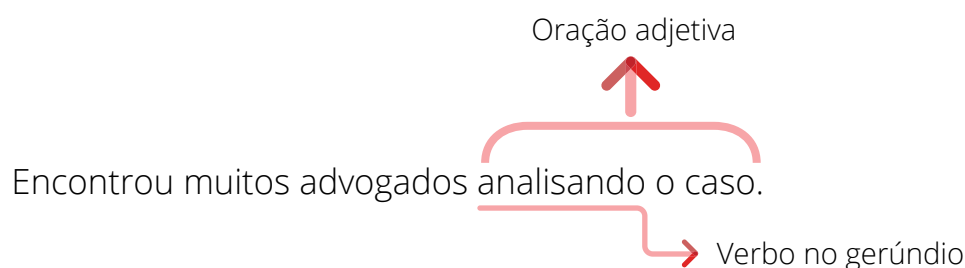 Oração adjetiva
Encontrou muitos advogados analisando o caso.
Verbo no gerúndio